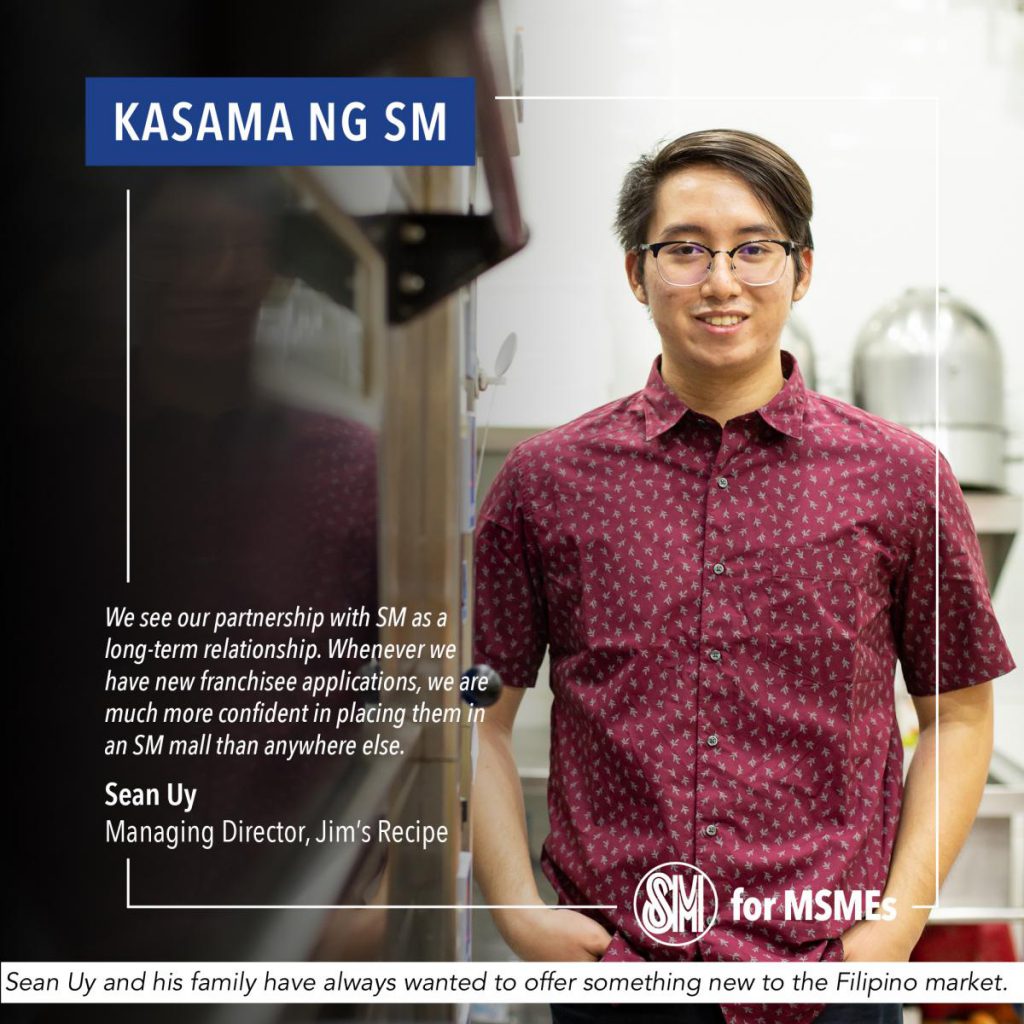 KASAMA NG SM
We see our partnership with SM as a
long-term relationship. Whenever we
have new franchisee applications, we are
much more confident in placing them in
an SM mall than anywhere else.
Sean Uy
Managing Director, Jim's Recipe
SM for MSMEs
Sean Uy and his family have always wanted to offer something new to the Filipino market.